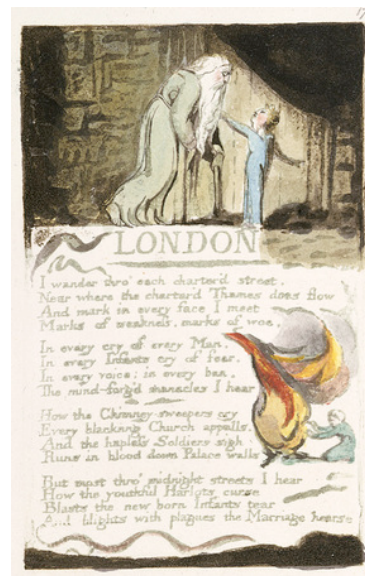 LONDON
I wander thro' each charter'd street,
Near where the charter'd Thames does flow
And mark in every face I meet
Marks of weakness, marks of woe.
In every cry of every Man,
In every Infants cry of fear,
In every voice; in every ban,
The mind-forg'd manacles I hear
How the Chimney-sweepers cry
Every blackning Church appalls,
And the hapless Soldiers sigh
Runs in blood down Palace walls
But most thro' midnight streets I hear
How the youthful Harlots curse
Blasts the new-born Infants tear
And blights with plagues the Marriage hearse